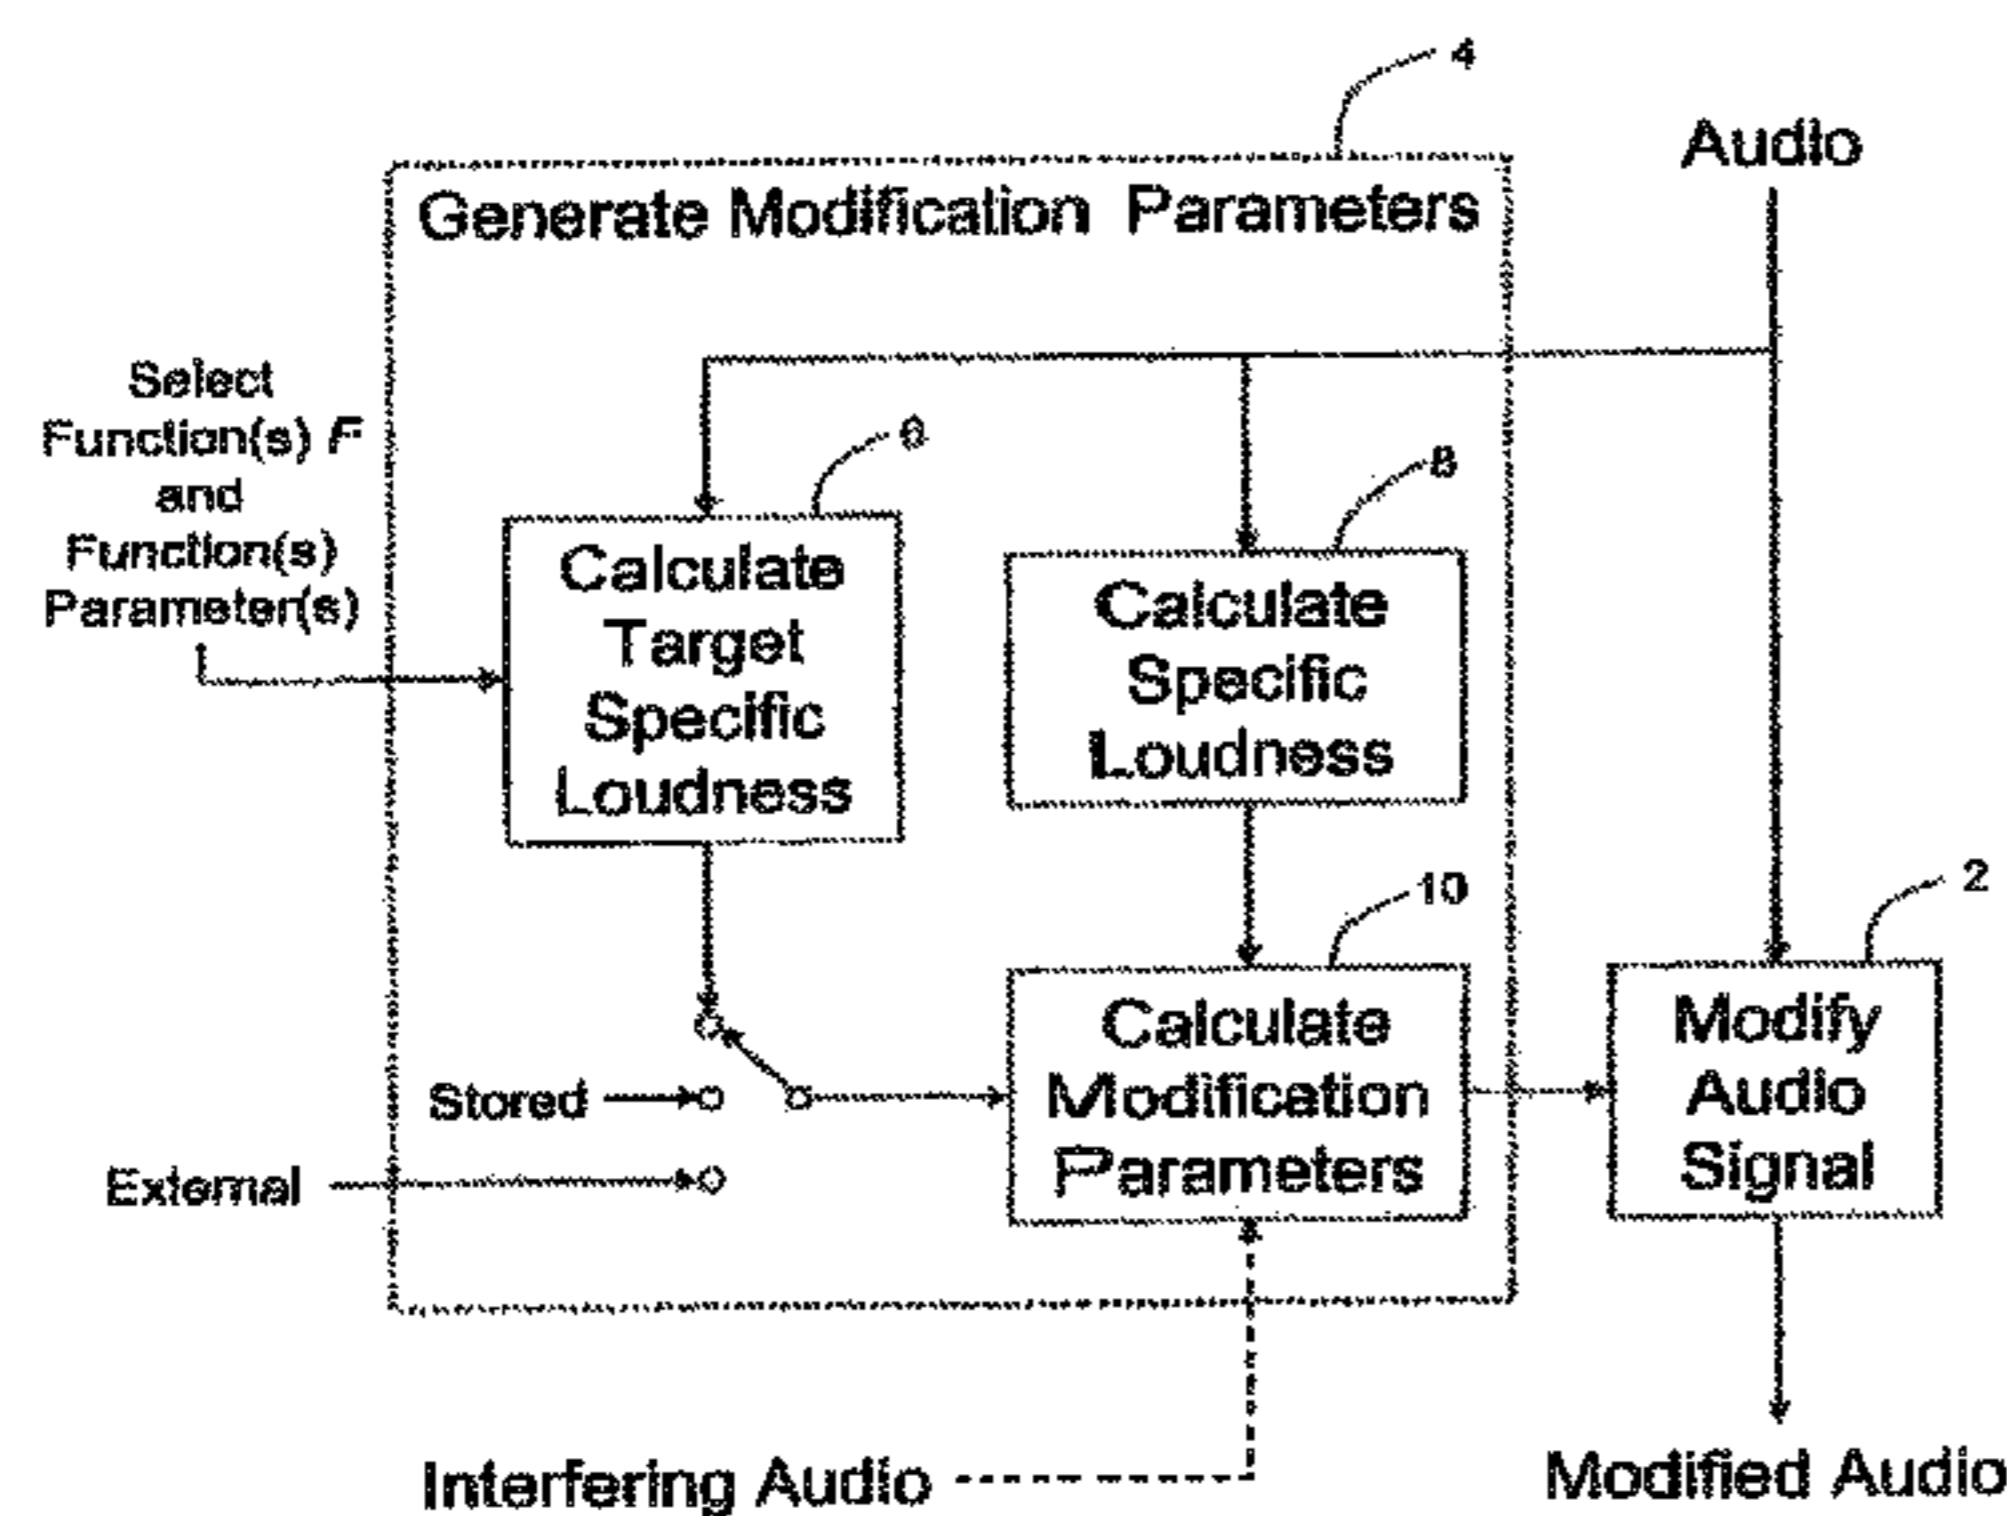 4
Audio
Generate Modification Parameters
Select
Function(s) F
and
Function(s)
Parameter(s)
6
8
Calculate
Target
Specific
Loudness
Calculate
Specific
Loudness
10
2
Calculate
Modification
Parameters
Modify
Audio
Signal
Stored
External
Interfering Audio
Modified Audio